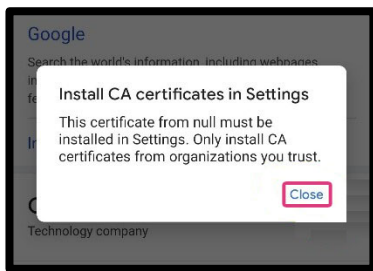 Google
Search the world's information, including webpages,
in
fe
Install CA certificates in Settings
This certificate from null must be
installed in Settings. Only install CA
certificates from organizations you trust.
Close
Technology company